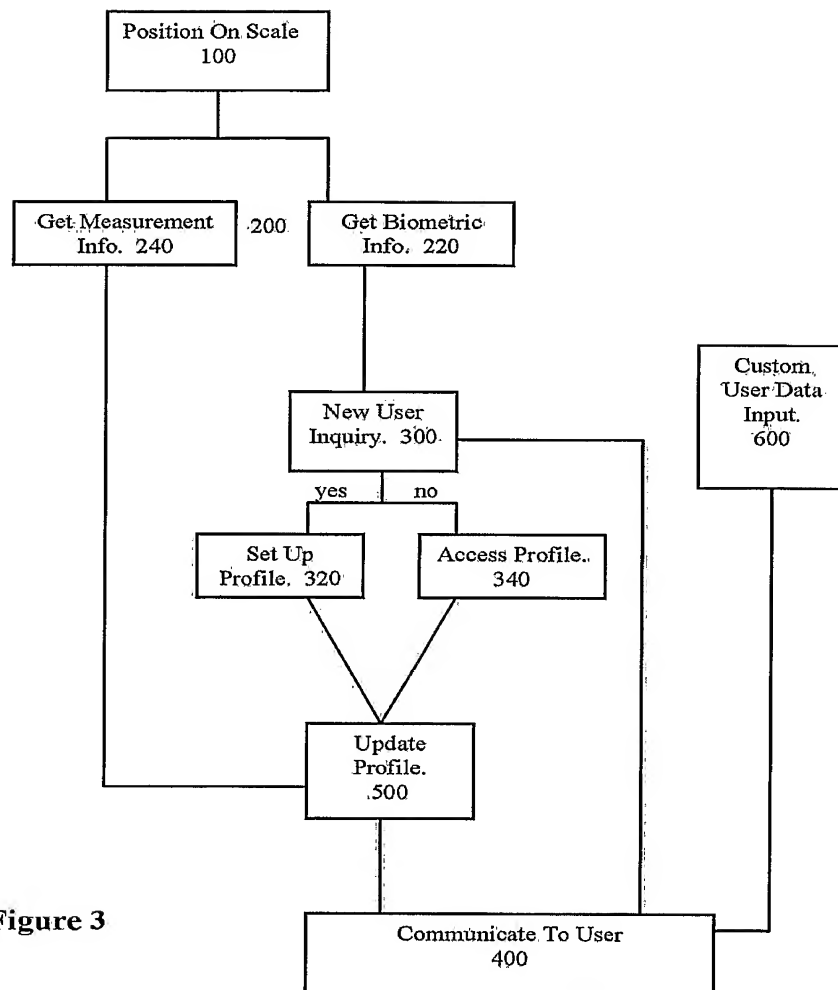 Position On Scale
100
Get Measurement
Info. 240
200
Get Biometric
Info. 220
Custom
User Data
Input.
600
New User
Inquiry. 300
yes
no
Set Up
Profile. 320
Access Profile.
340
Update
Profile.
500
Figure 3
Communicate To User
400